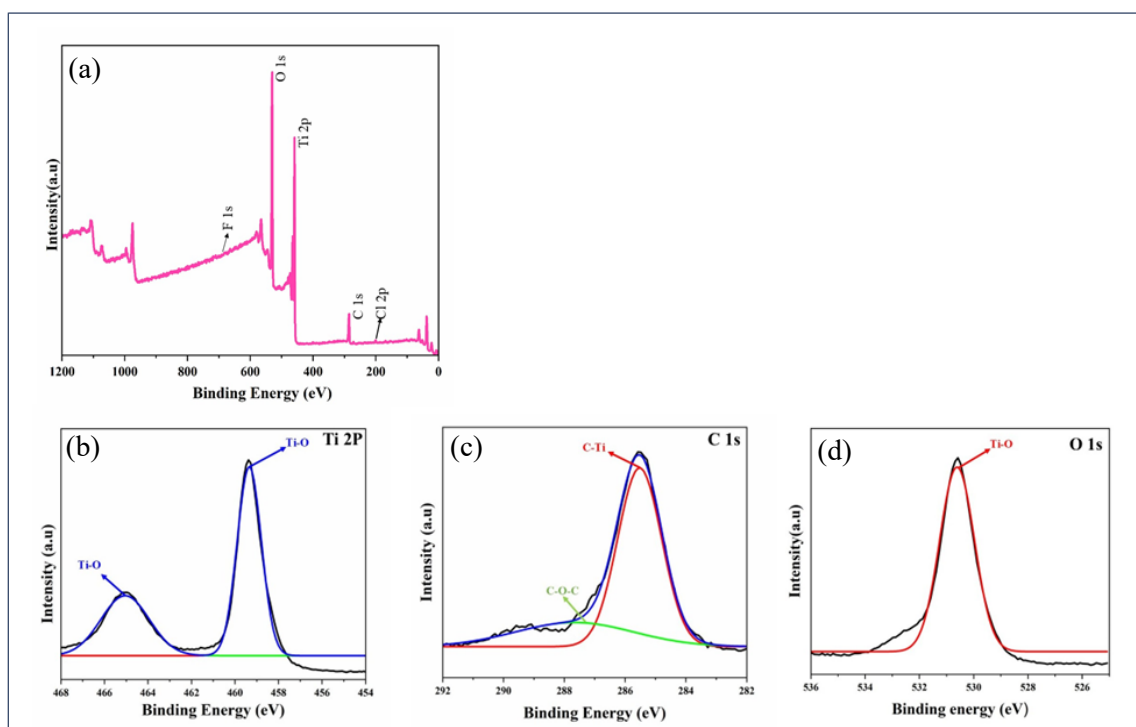 (a)
O 1s
Ti 2p
F 1s
C 1s
Cl 2p
Intensity(a.u)
1200 1000 800 600 400 200 0
Binding Energy (eV)
(b)
Ti 2P
Ti-O
Ti-O
Intensity (a.u)
468 466 464 462 460 458 456 454
Binding Energy (eV)
(c)
C 1s
C-Ti
C-O-C
Intensity (a.u)
292 290 288 286 284 282
Binding Energy (eV)
(d)
O 1s
Ti-O
Intensity(a.u)
536 534 532 530 528 526
Binding energy (eV)